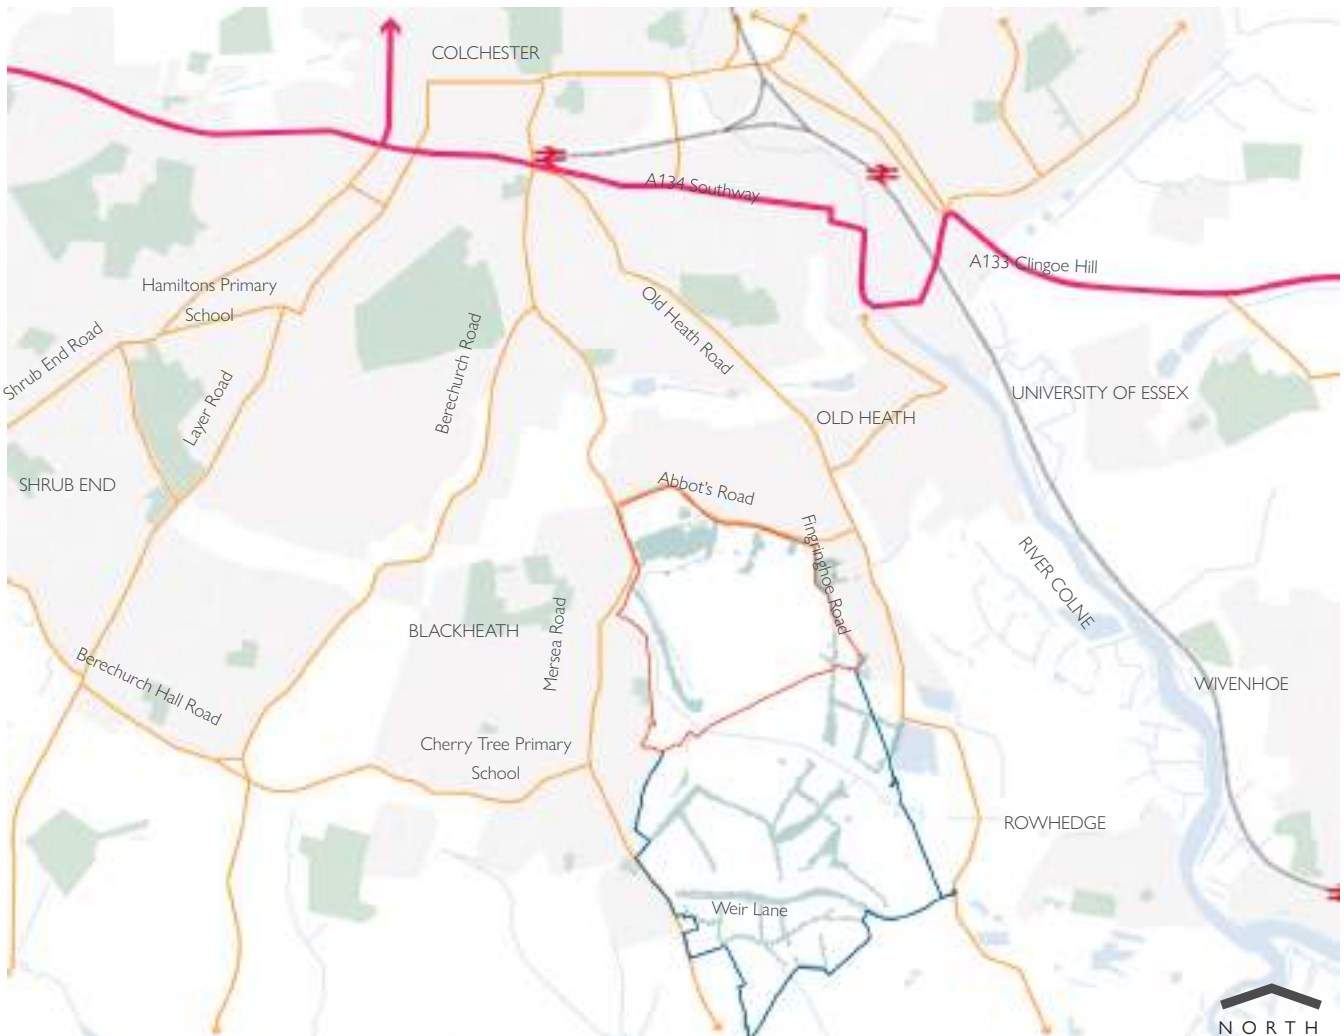 COLCHESTER
A134 Southway
A133 Clingoe Hill
Hamiltons Primary
School
Old Heath Road
Berechurch Road
Shrub End Road
Layer Road
UNIVERSITY OF ESSEX
OLD HEATH
SHRUB END
Abbot's Road
Fingringhoe Road
RIVER COLNE
BLACKHEATH
Mersea Road
Berechurch Hall Road
WIVENHOE
Cherry Tree Primary
School
ROWHEDGE
Weir Lane
NORTH